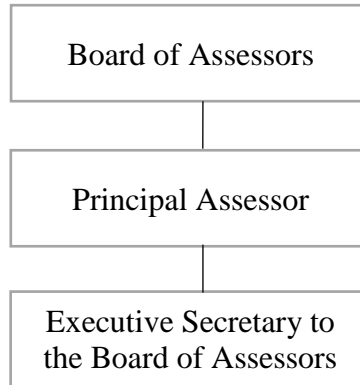 Board of Assessors
Principal Assessor
Executive Secretary to
the Board of Assessors